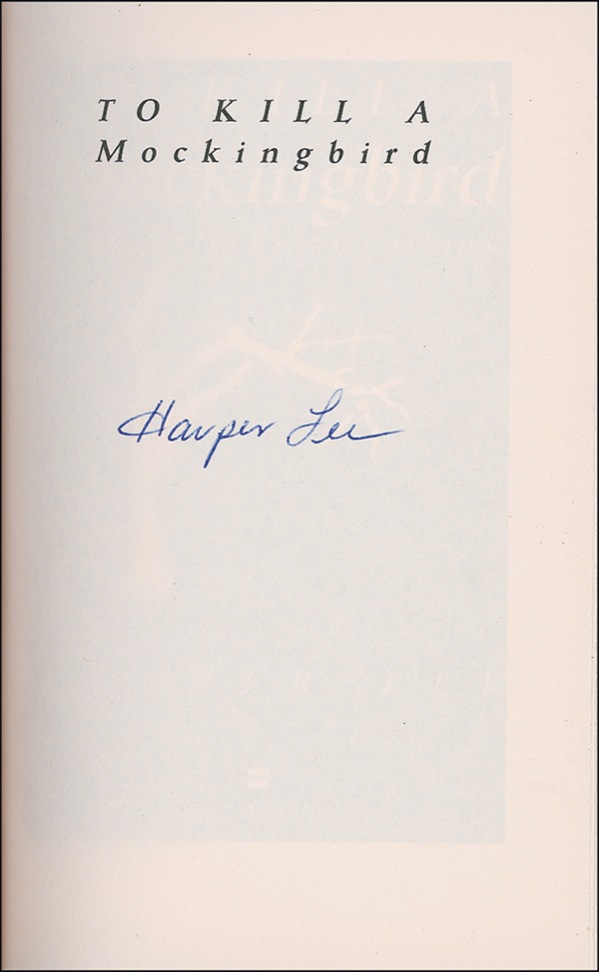 TO KILL A
Mockingbird
Harper Lee